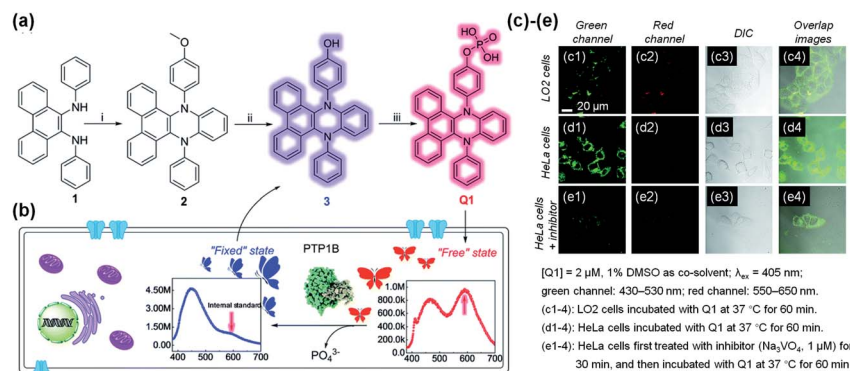 (a)
O
OH
HO
O
P
O
OH
NH
NH
i
N
N
ii
N
N
iii
N
N
1
2
3
Q1
(b)
"Fixed" state
PTP1B
"Free" state
4.50M
3.00M
1.50M
0.00
400 500 600 700
Internal standard
PO₄³⁻
1.0M
800.0k
600.0k
400.0k
200.0k
0.0
400 500 600 700
(c)-(e)
Green channel
Red channel
DIC
Overlap images
LO2 cells
(c1)
(c2)
(c3)
(c4)
20 μm
HeLa cells
(d1)
(d2)
(d3
(d4
HeLa cells + inhibitor
(e1)
(e2)
(e3)
(e4)
[Q1] = 2 μM, 1% DMSO as co-solvent; λex = 405 nm;
green channel: 430–530 nm; red channel: 550–650 nm.
(c1-4): LO2 cells incubated with Q1 at 37 °C for 60 min.
(d1-4): HeLa cells incubated with Q1 at 37 °C for 60 min.
(e1-4): HeLa cells first treated with inhibitor (Na₃VO₄, 1 μM) fo
30 min, and then incubated with Q1 at 37 °C for 60 min